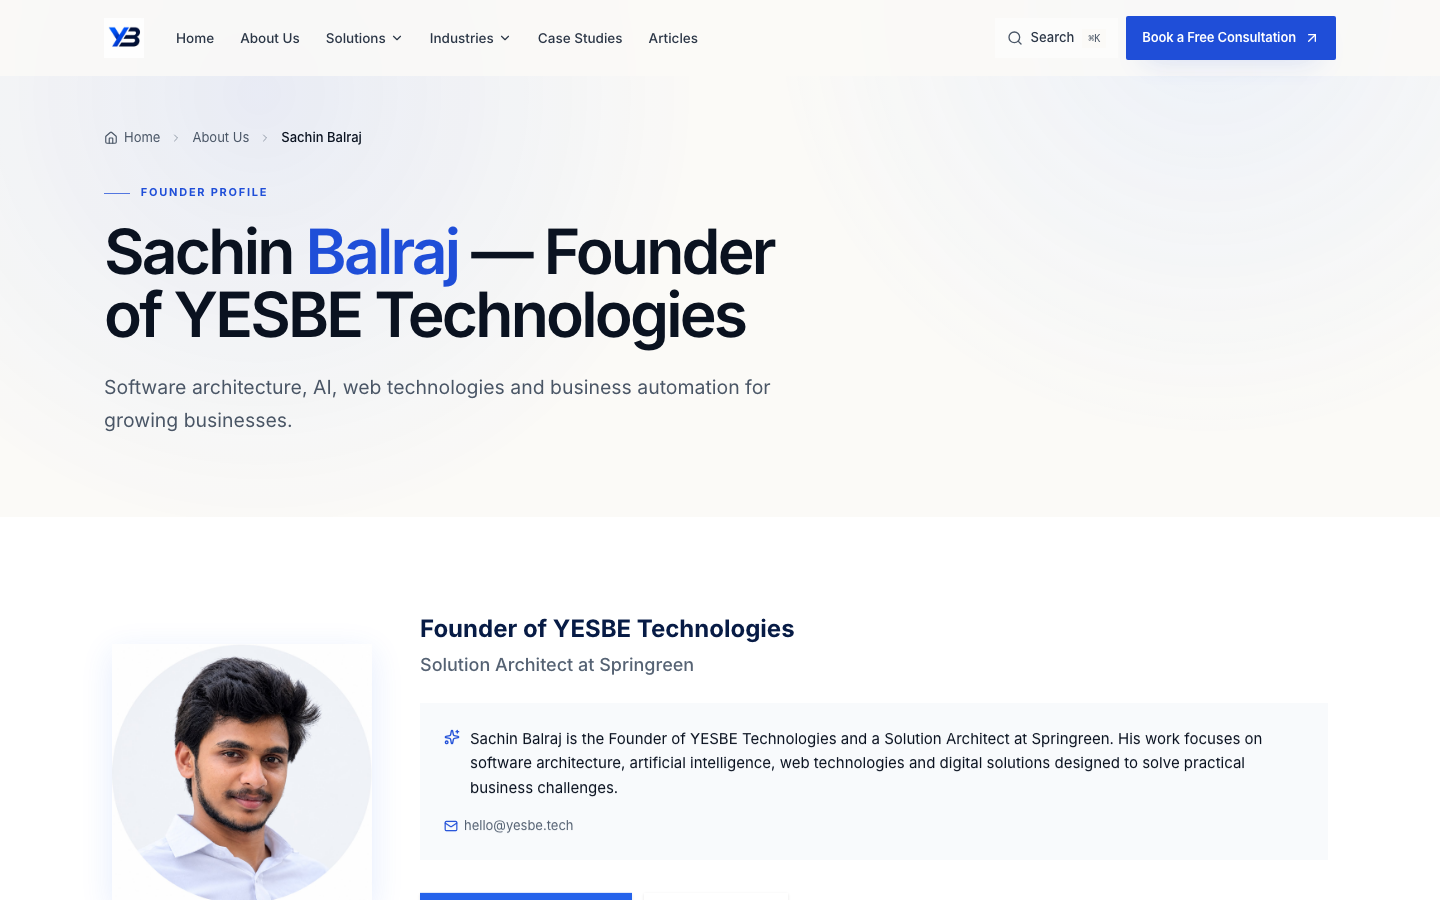 YB
Home
About Us
Solutions
Industries
Case Studies
Articles
Search ⌘K
Book a Free Consultation
Home
About Us
Sachin Balraj
FOUNDER PROFILE
Sachin Balraj — Founder
of YESBE Technologies
Software architecture, AI, web technologies and business automation for
growing businesses.
Founder of YESBE Technologies
Solution Architect at Springreen
Sachin Balraj is the Founder of YESBE Technologies and a Solution Architect at Springreen. His work focuses on
software architecture, artificial intelligence, web technologies and digital solutions designed to solve practical
business challenges.
hello@yesbe.tech